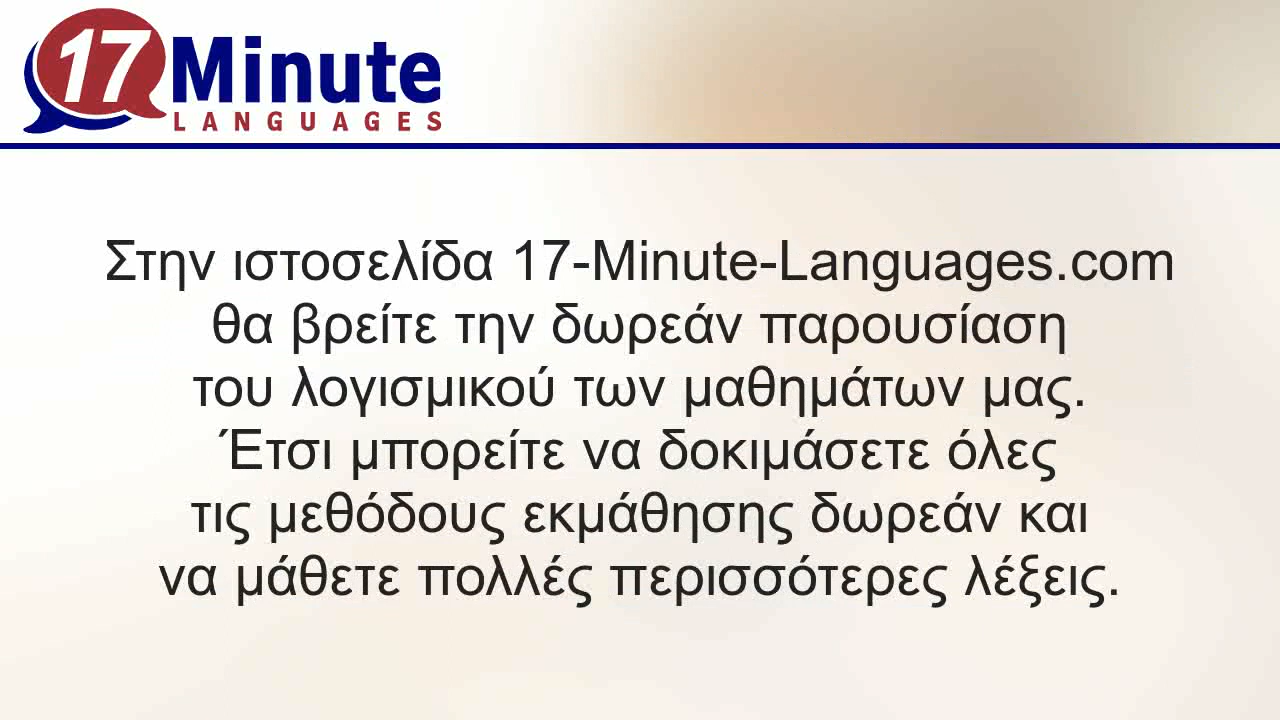 17 Minute
LANGUAGES
Στην ιστοσελίδα 17-Minute-Languages.com
θα βρείτε την δωρεάν παρουσίαση
του λογισμικού των μαθημάτων μας.
Έτσι μπορείτε να δοκιμάσετε όλες
τις μεθόδους εκμάθησης δωρεάν και
να μάθετε πολλές περισσότερες λέξεις.